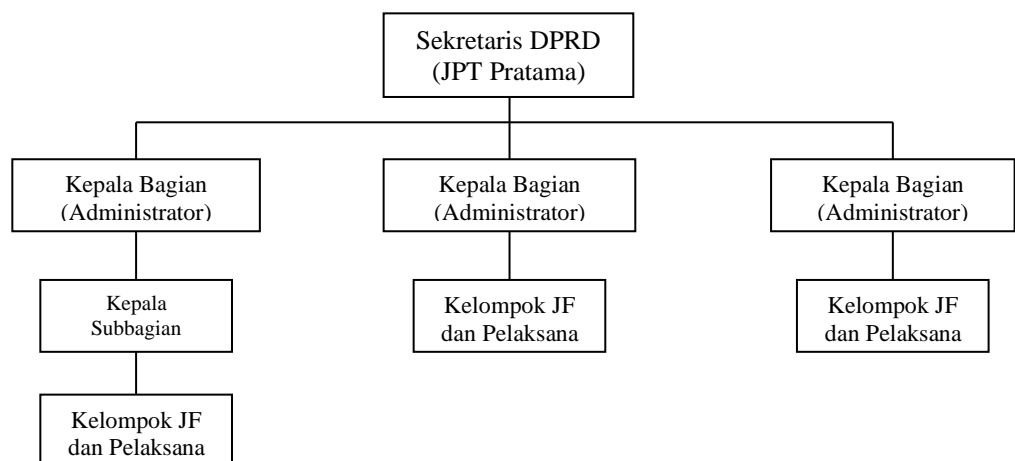 Sekretaris DPRD
(JPT Pratama)
Kepala Bagian
(Administrator)
Kepala Bagian
(Administrator)
Kepala Bagian
(Administrator)
Kepala
Subbagian
Kelompok JF
dan Pelaksana
Kelompok JF
dan Pelaksana
Kelompok JF
dan Pelaksana